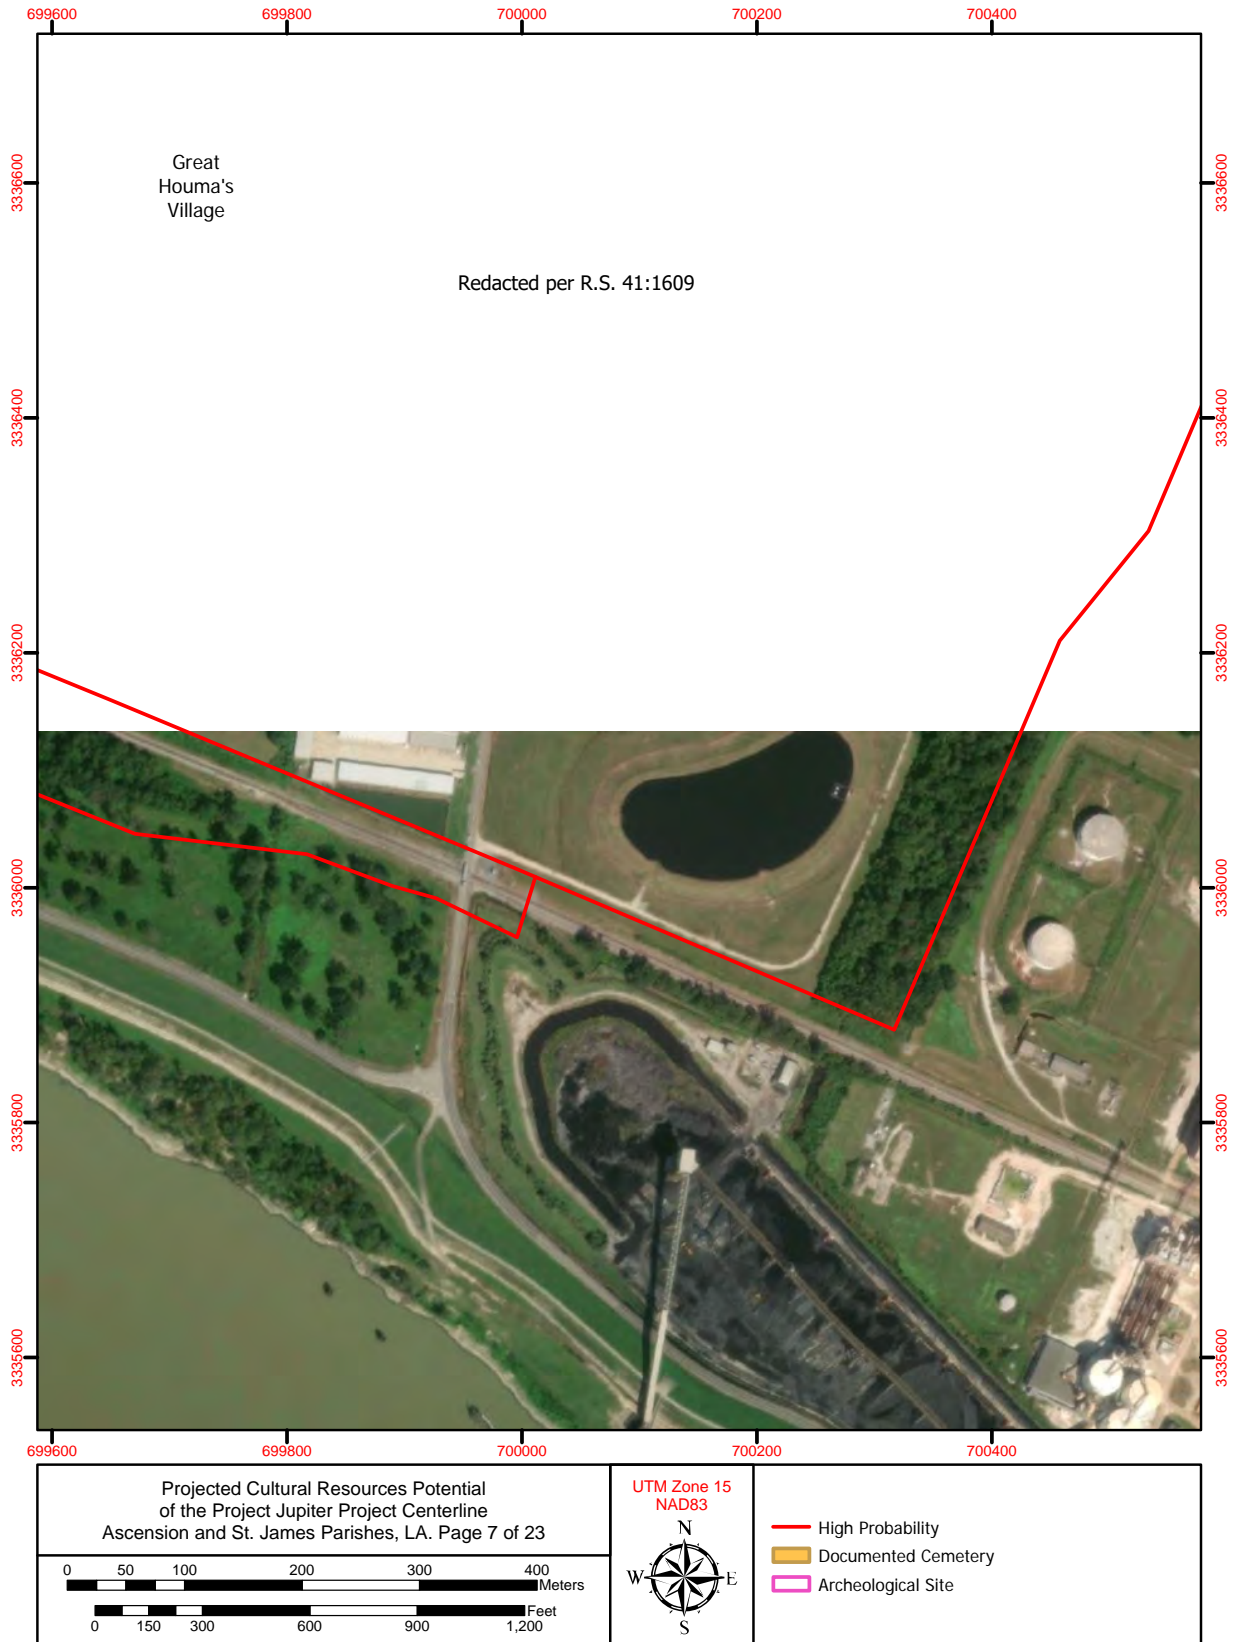 699600 699800 700000 700200 700400
3336600 3336600
3336400 3336400
3336200 3336200
3336000 3336000
3335800 3335800
3335600 3335600
Great
Houma's
Village
Redacted per R.S. 41:1609
699600 699800 700000 700200 700400
Projected Cultural Resources Potential
of the Project Jupiter Project Centerline
Ascension and St. James Parishes, LA. Page 7 of 23
0 50 100 200 300 400
Meters
Feet
0 150 300 600 900 1,200
UTM Zone 15
NAD83
N
W E
S
High Probability
Documented Cemetery
Archeological Site